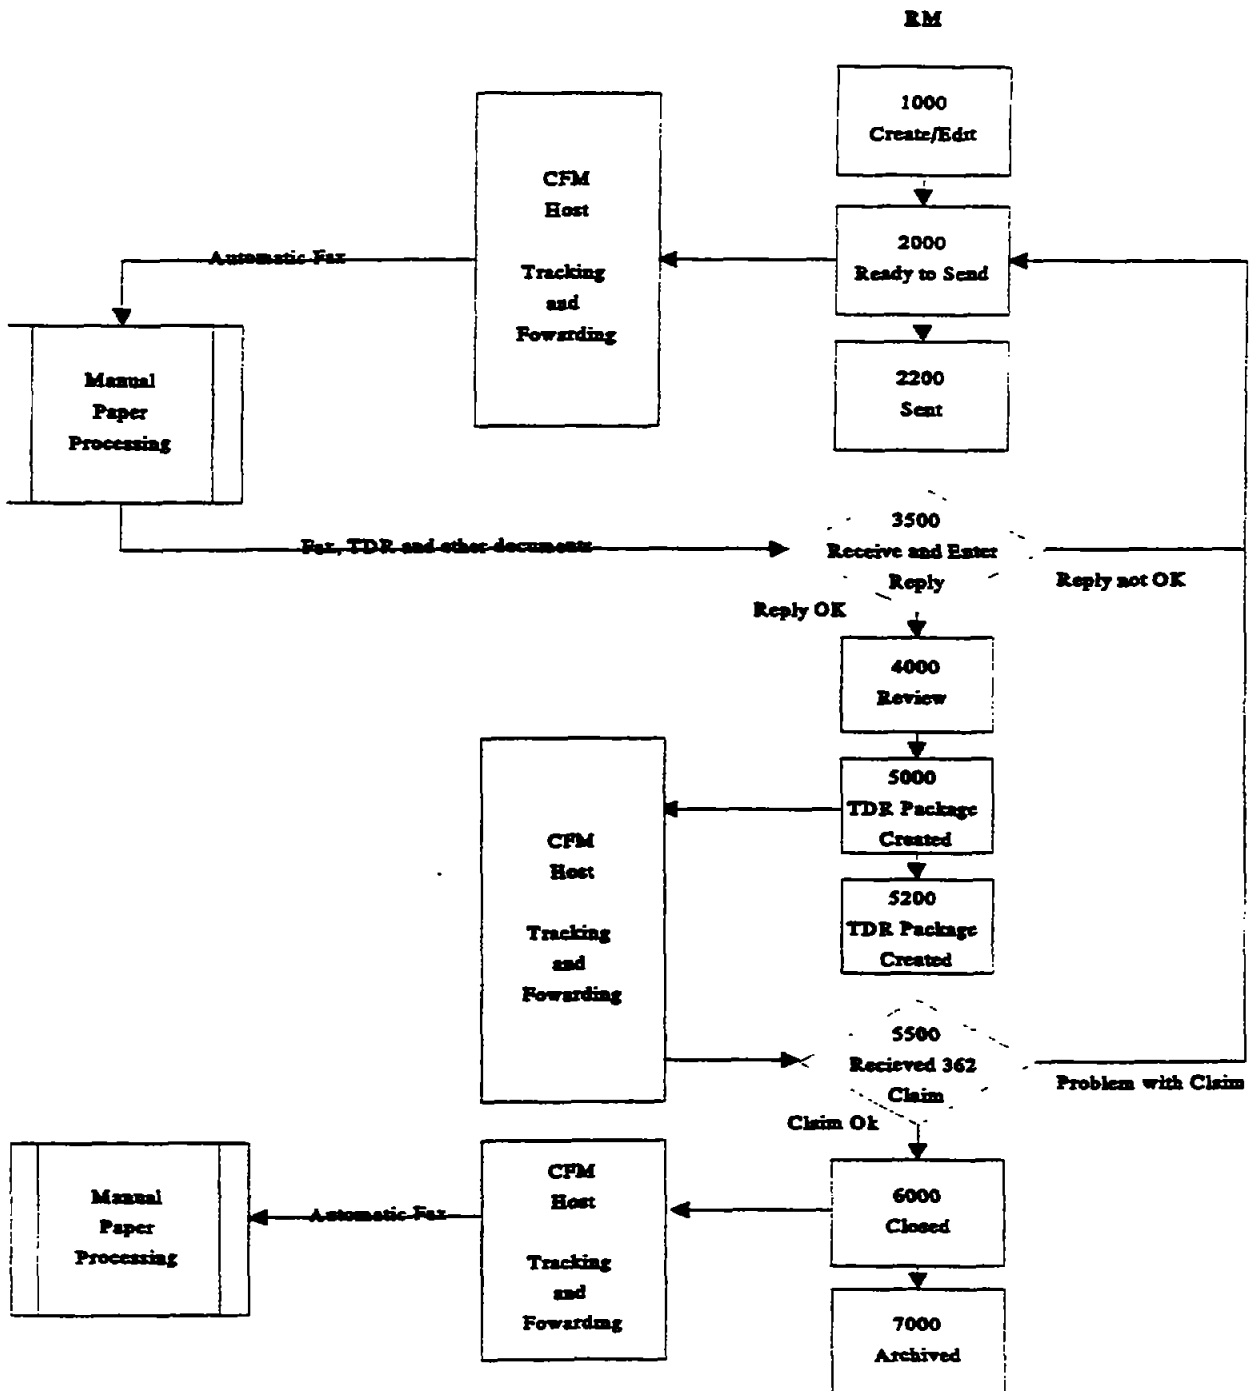 RM
1000
Create/Edit
CFM
Host
Tracking
and
Fowarding
2000
Ready to Send
Automatic Fax
2200
Sent
Manual
Paper
Processing
3500
Receive and Enter
Reply
Fax, TDR and other documents
Reply not OK
Reply OK
4000
Review
5000
TDR Package
Created
CFM
Host
Tracking
and
Fowarding
5200
TDR Package
Created
5500
Recieved 362
Claim
Problem with Claim
Claim Ok
Manual
Paper
Processing
Automatic Fax
CFM
Host
Tracking
and
Fowarding
6000
Closed
7000
Archived